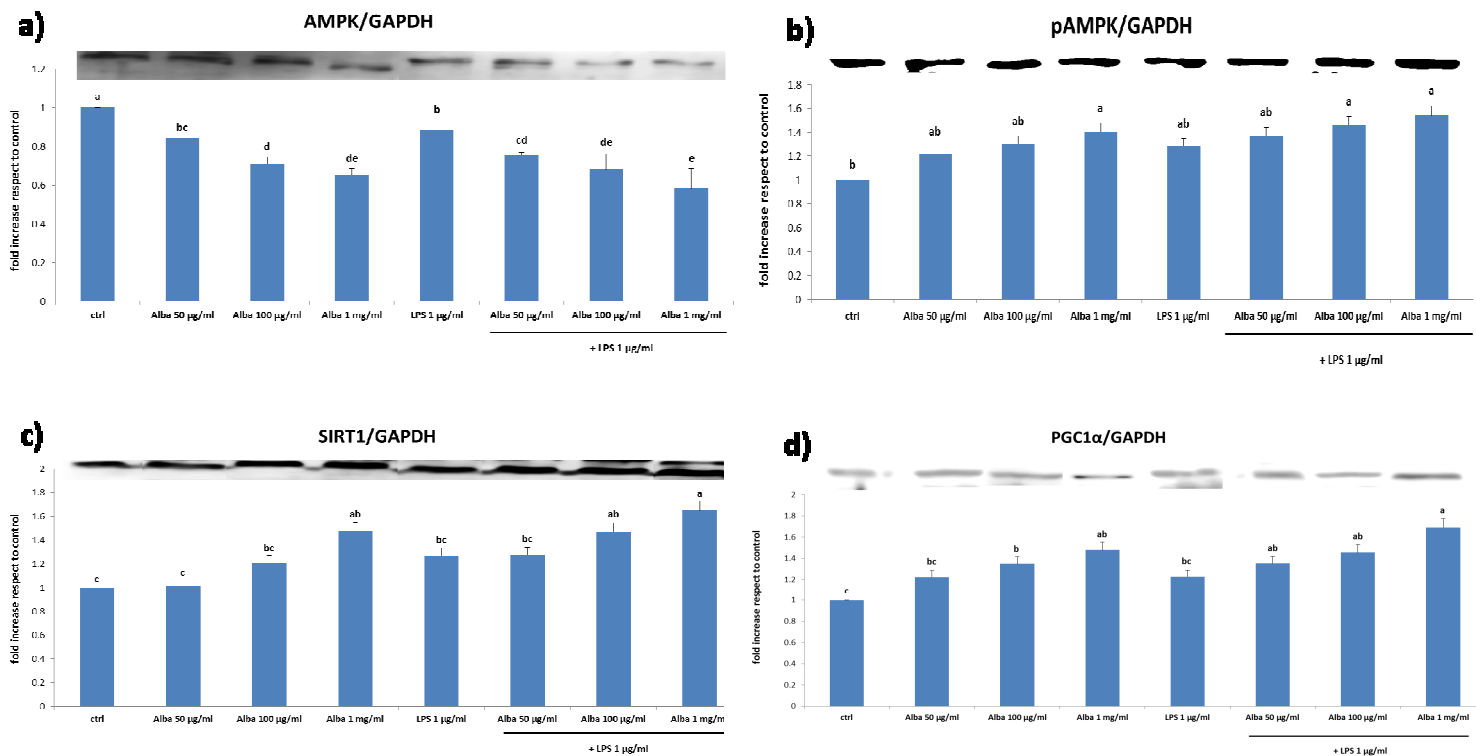 a)
AMPK/GAPDH
fold increase respect to control
1.2
1
0.8
0.6
0.4
0.2
0
a
bc
d
de
b
cd
de
e
ctrl
Alba 50 µg/ml
Alba 100 µg/ml
Alba 1 mg/ml
LPS 1 µg/ml
Alba 50 µg/ml
Alba 100 µg/ml
Alba 1 mg/ml
+ LPS 1 µg/ml
b)
pAMPK/GAPDH
fold increase respect to control
1.8
1.6
1.4
1.2
1
0.8
0.6
0.4
0.2
0
b
ab
ab
a
ab
ab
a
a
ctrl
Alba 50 µg/ml
Alba 100 µg/ml
Alba 1 mg/ml
LPS 1 µg/ml
Alba 50 µg/ml
Alba 100 µg/ml
Alba 1 mg/ml
+ LPS 1 µg/ml
c)
SIRT1/GAPDH
fold increase respect to control
2
1.8
1.6
1.4
1.2
1
0.8
0.6
0.4
0.2
0
c
c
bc
ab
bc
bc
ab
a
ctrl
Alba 50 µg/ml
Alba 100 µg/ml
Alba 1 mg/ml
LPS 1 µg/ml
Alba 50 µg/ml
Alba 100 µg/ml
Alba 1 mg/m
+ LPS 1 µg/ml
d)
PGC1α/GAPDH
fold increase respect to control
2
1.8
1.6
1.4
1.2
1
0.8
0.6
0.4
0.2
0
c
bc
b
ab
bc
ab
ab
a
ctrl
Alba 50 µg/ml
Alba 100 µg/ml
Alba 1 mg/ml
LPS 1 µg/ml
Alba 50 µg/ml
Alba 100 µg/ml
Alba 1 mg/ml
+ LPS 1 µg/ml